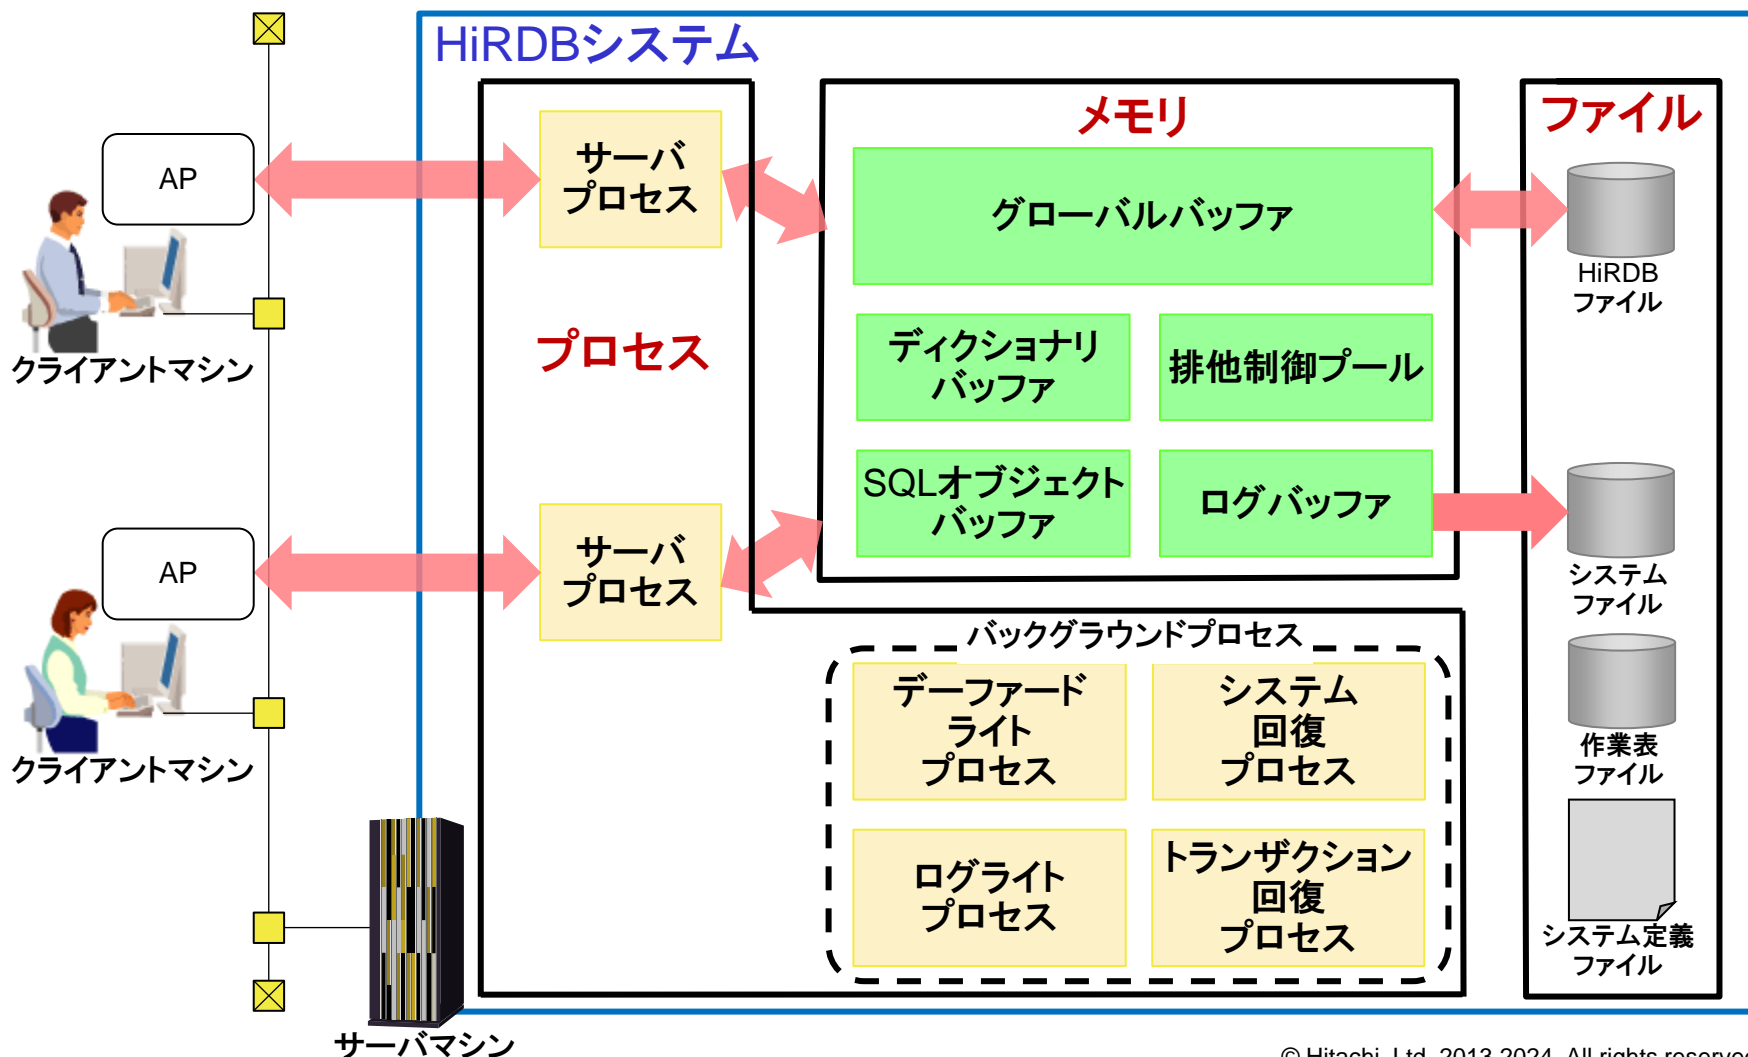 HiRDBシステム
AP
クライアントマシン
AP
クライアントマシン
サーバマシン
サーバ
プロセス
プロセス
サーバ
プロセス
メモリ
グローバルバッファ
ディクショナリ
バッファ
排他制御プール
SQLオブジェクト
バッファ
ログバッファ
バックグラウンドプロセス
デーファード
ライト
プロセス
システム
回復
プロセス
ログライト
プロセス
トランザクション
回復
プロセス
ファイル
HiRDB
ファイル
システム
ファイル
作業表
ファイル
システム定義
ファイル
© Hitachi, Ltd. 2013,2024. All rights reserved